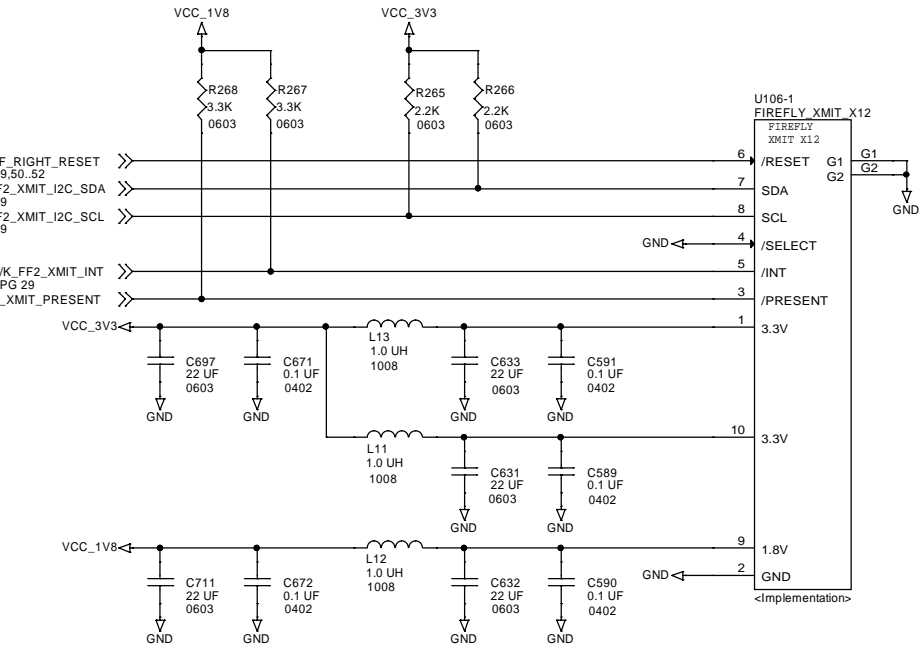 VCC_1V8
VCC_3V3
R268
3.3K
0603
R267
3.3K
0603
R265
2.2K
0603
R266
2.2K
0603
U106-1
FIREFLY_XMIT_X12
FIREFLY
XMIT X12
F_RIGHT_RESET
9,50..52
6
/RESET
G1
G1
G2
G2
GND
F2_XMIT_I2C_SDA
9
7
SDA
F2_XMIT_I2C_SCL
9
8
SCL
GND
4
/SELECT
/K_FF2_XMIT_INT
PG 29
5
/INT
_XMIT_PRESENT
3
/PRESENT
VCC_3V3
1
3.3V
L13
1.0 UH
1008
C697
22 UF
0603
GND
C671
0.1 UF
0402
GND
C633
22 UF
0603
GND
C591
0.1 UF
0402
GND
10
3.3V
L11
1.0 UH
1008
C631
22 UF
0603
GND
C589
0.1 UF
0402
GND
VCC_1V8
9
1.8V
L12
1.0 UH
1008
GND
2
GND
C711
22 UF
0603
GND
C672
0.1 UF
0402
GND
C632
22 UF
0603
GND
C590
0.1 UF
0402
GND
<Implementation>